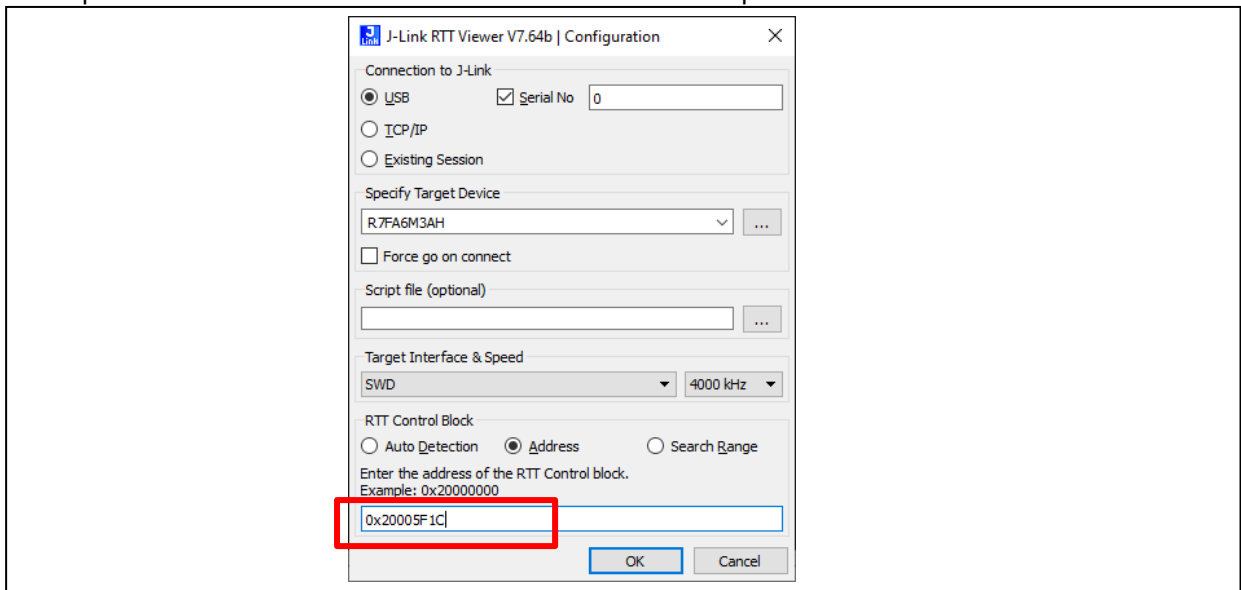 J-Link RTT Viewer V7.64b | Configuration
Connection to J-Link
USB Serial No 0
TCP/IP
Existing Session
Specify Target Device
R7FA6M3AH ...
Force go on connect
Script file (optional)
...
Target Interface & Speed
SWD 4000 kHz
RTT Control Block
Auto Detection Address Search Range
Enter the address of the RTT Control block.
Example: 0x20000000
0x20005F1C
OK Cancel